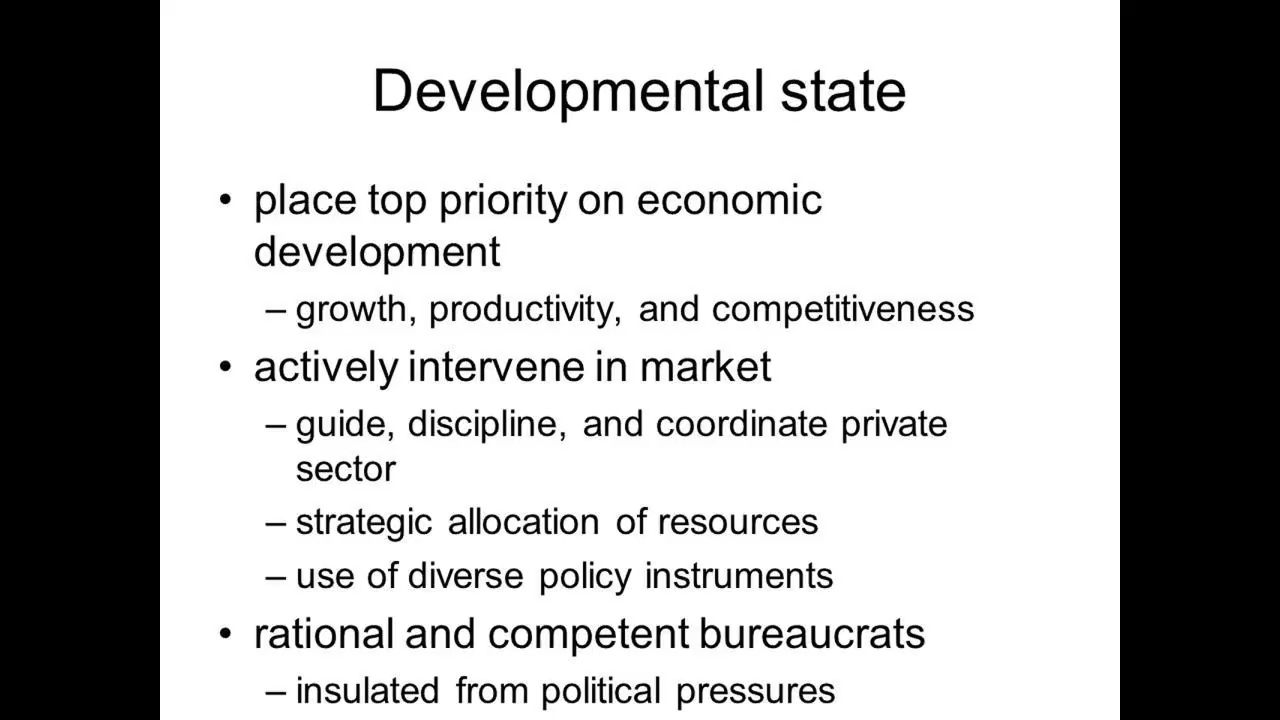 Developmental state
• place top priority on economic
development
– growth, productivity, and competitiveness
• actively intervene in market
– guide, discipline, and coordinate private
sector
– strategic allocation of resources
– use of diverse policy instruments
• rational and competent bureaucrats
– insulated from political pressures